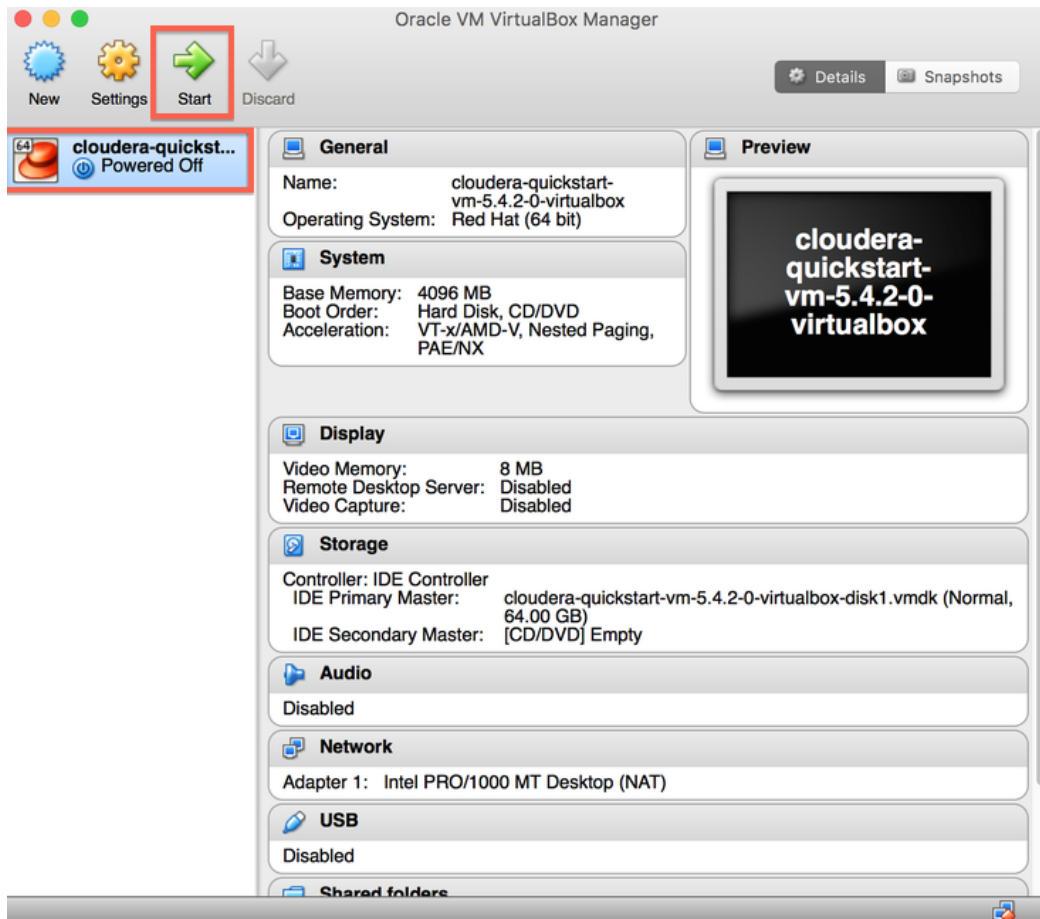 Oracle VM VirtualBox Manager
New
Settings
Start
Discard
Details
Snapshots
64
cloudera-quickst...
Powered Off
General
Name: cloudera-quickstart-
vm-5.4.2-0-virtualbox
Operating System: Red Hat (64 bit)
System
Base Memory: 4096 MB
Boot Order: Hard Disk, CD/DVD
Acceleration: VT-x/AMD-V, Nested Paging,
PAE/NX
Preview
cloudera-
quickstart-
vm-5.4.2-0-
virtualbox
Display
Video Memory: 8 MB
Remote Desktop Server: Disabled
Video Capture: Disabled
Storage
Controller: IDE Controller
IDE Primary Master: cloudera-quickstart-vm-5.4.2-0-virtualbox-disk1.vmdk (Normal,
64.00 GB)
IDE Secondary Master: [CD/DVD] Empty
Audio
Disabled
Network
Adapter 1: Intel PRO/1000 MT Desktop (NAT)
USB
Disabled
Shared folders